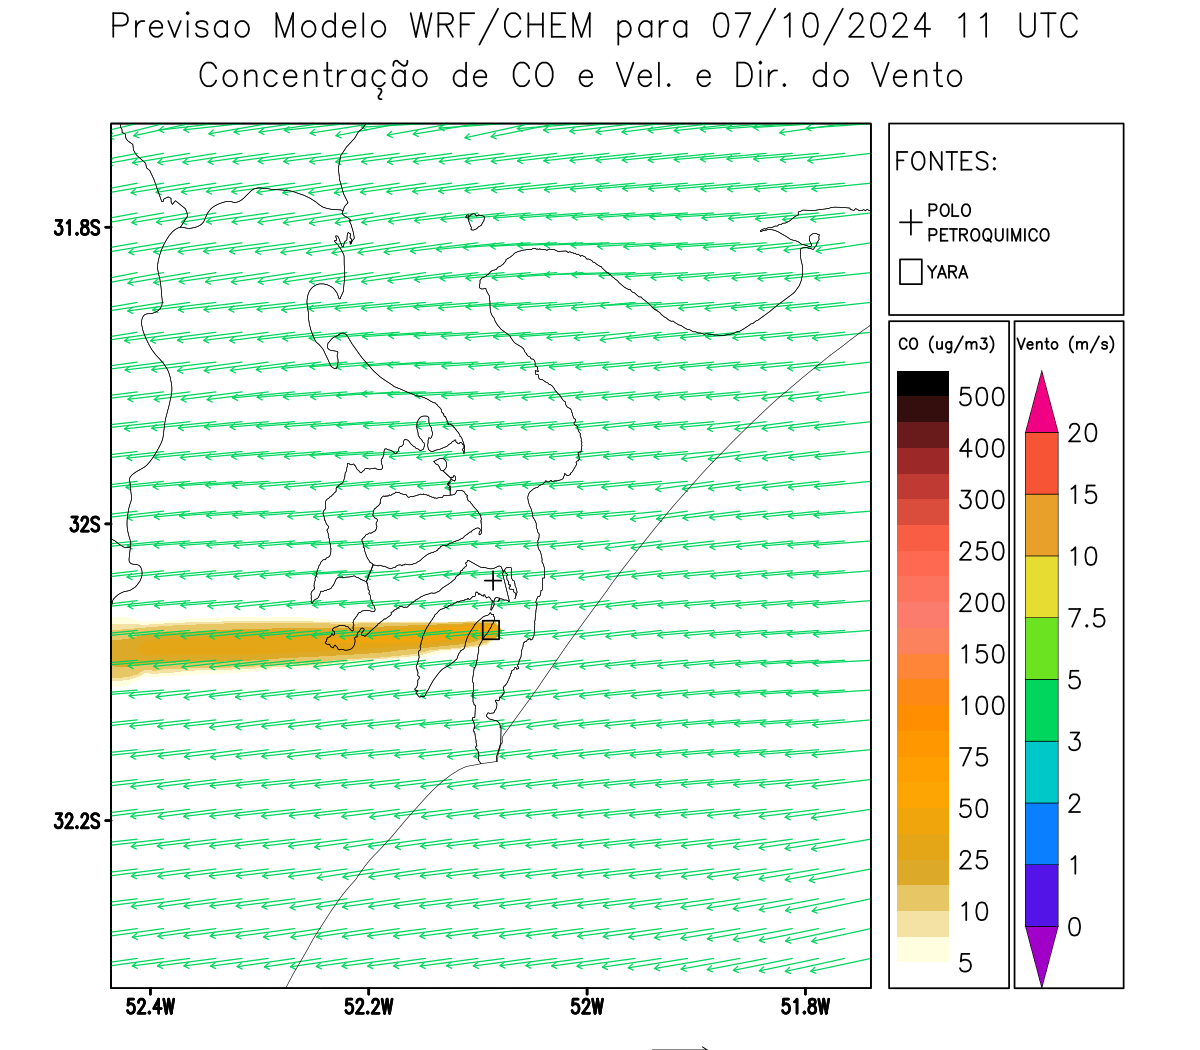 Previsao Modelo WRF/CHEM para 07/10/2024 11 UTC
Concentração de CO e Vel. e Dir. do Vento
FONTES:
POLO
PETROQUIMICO
YARA
31.8S
32S
32.2S
52.4W
52.2W
52W
51.8W
CO (ug/m3)
500
400
300
250
200
150
100
75
50
25
10
5
Vento (m/s)
20
15
10
7.5
5
3
2
1
0